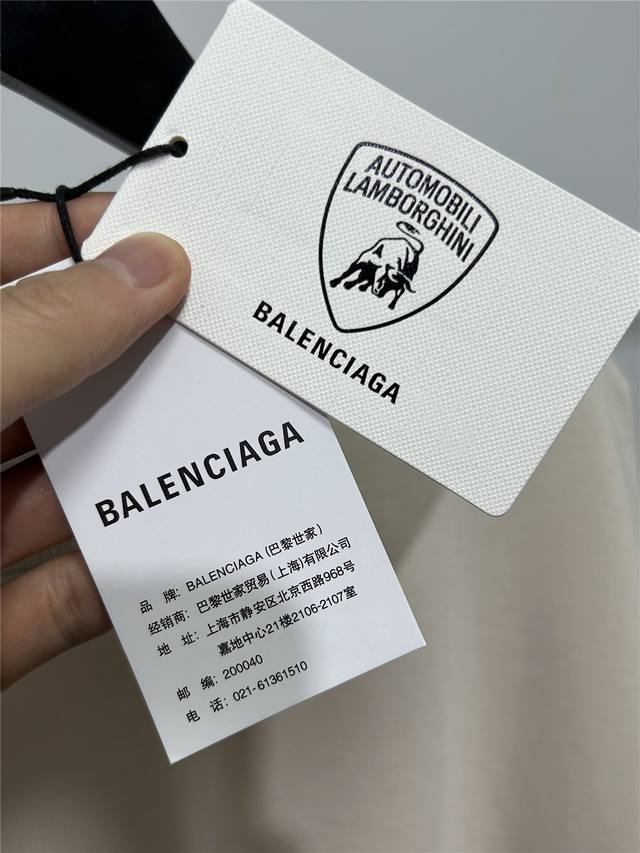 AUTOMOBILI
LAMBORGHINI
BALENCIAGA
BALENCIAGA
品 牌: BALENCIAGA (巴黎世家)
经销商: 巴黎世家贸易(上海)有限公司
地 址: 上海市静安区北京西路968号
嘉地中心21楼2106-2107室
邮 编: 200040
电 话: 021-61361510